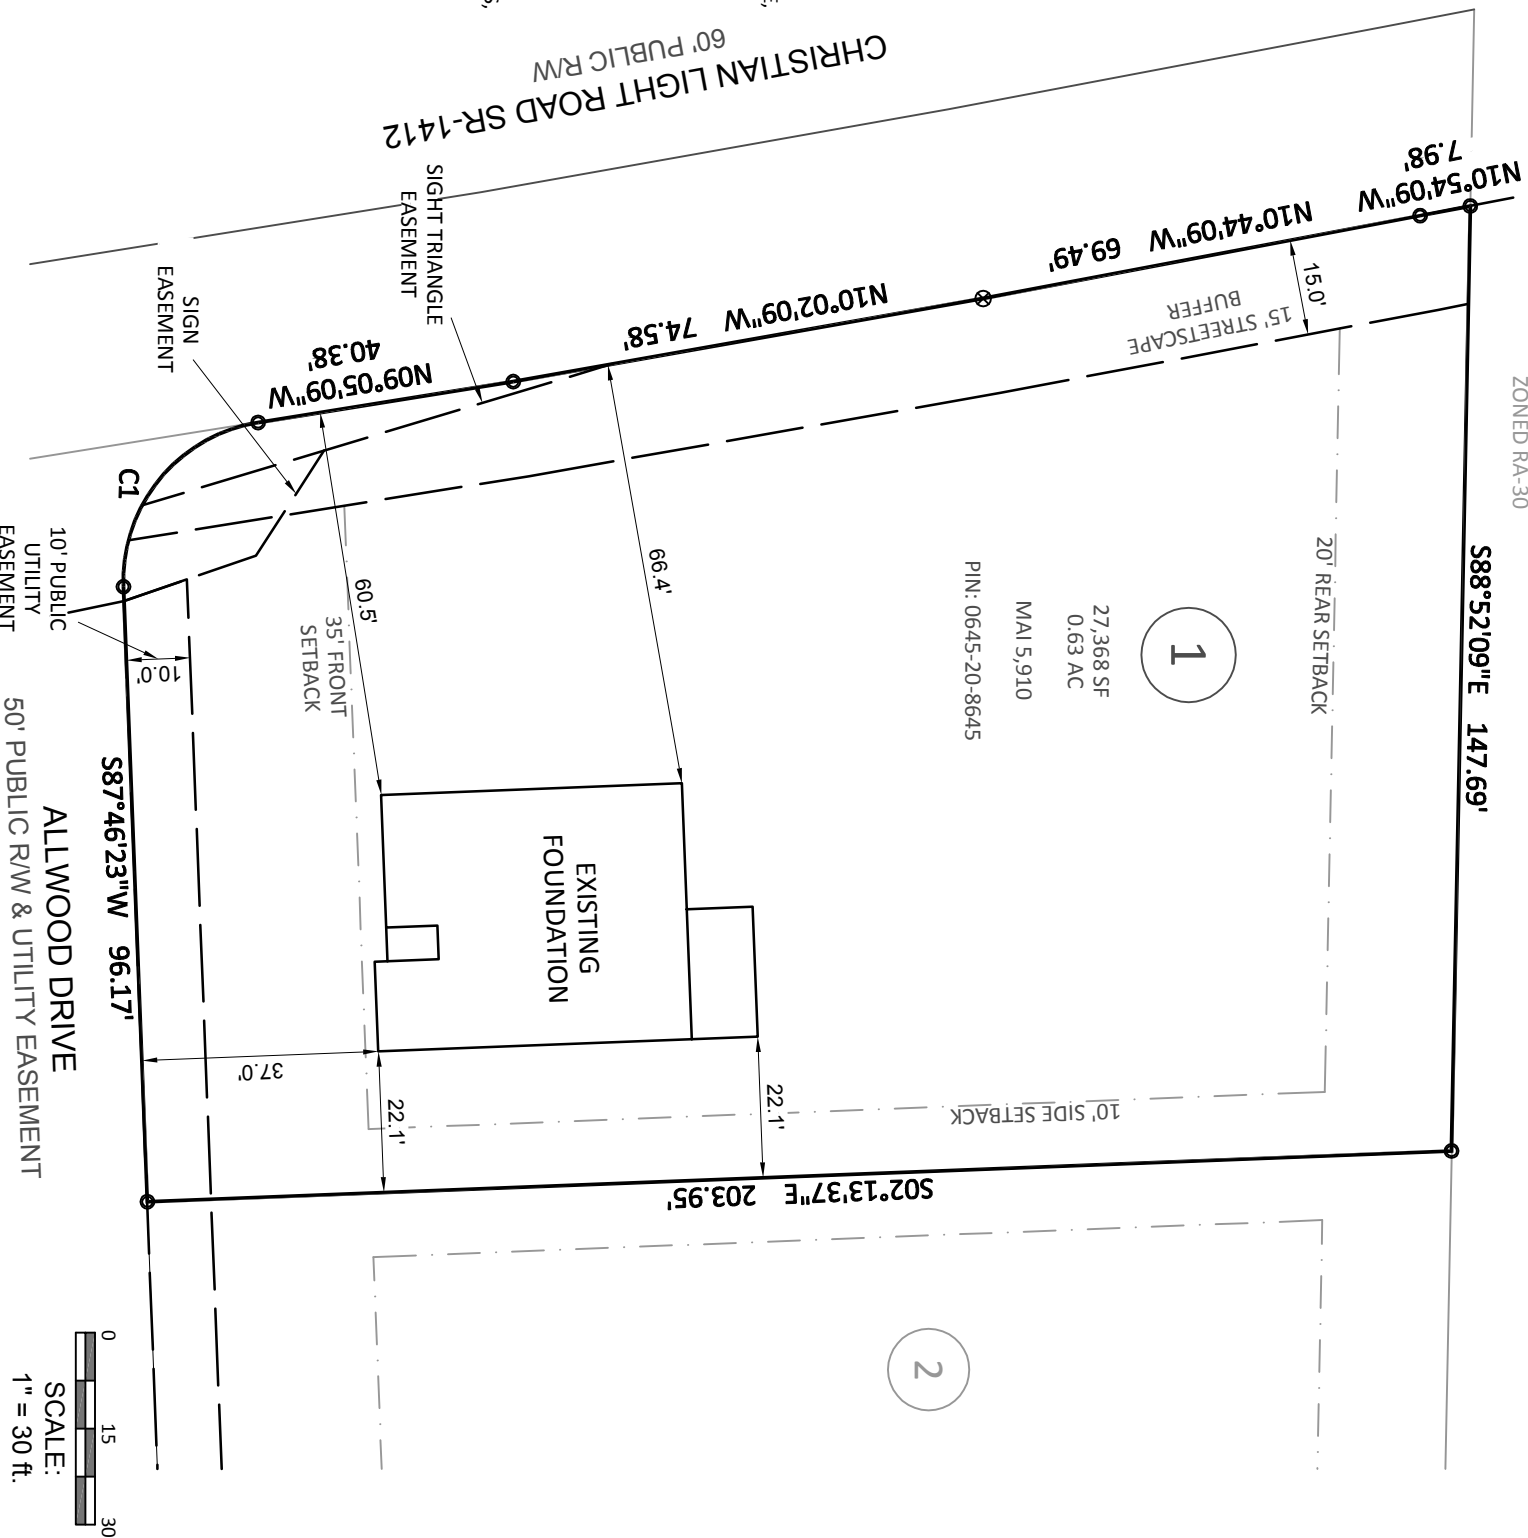 CHRISTIAN LIGHT ROAD SR-1412
60' PUBLIC R/W
N10°54'09"W
7.98'
N10°44'09"W 69.49'
N10°02'09"W 74.58'
N09°05'09"W
40.38'
SIGHT TRIANGLE
EASEMENT
SIGN
EASEMENT
C1
10' PUBLIC
UTILITY
EASEMENT
15.0'
15' STREETSCAPE
BUFFER
ZONED RA-30
S88°52'09"E 147.69'
20' REAR SETBACK
1
27,368 SF
0.63 AC
MAI 5,910
PIN: 0645-20-8645
66.4'
60.5'
35' FRONT
SETBACK
10.0'
EXISTING
FOUNDATION
S87°46'23"W 96.17'
ALLWOOD DRIVE
50' PUBLIC R/W & UTILITY EASEMENT
37.0'
22.1'
22.1'
10' SIDE SETBACK
S02°13'37"E 203.95'
2
0 15 30
SCALE:
1" = 30 ft.